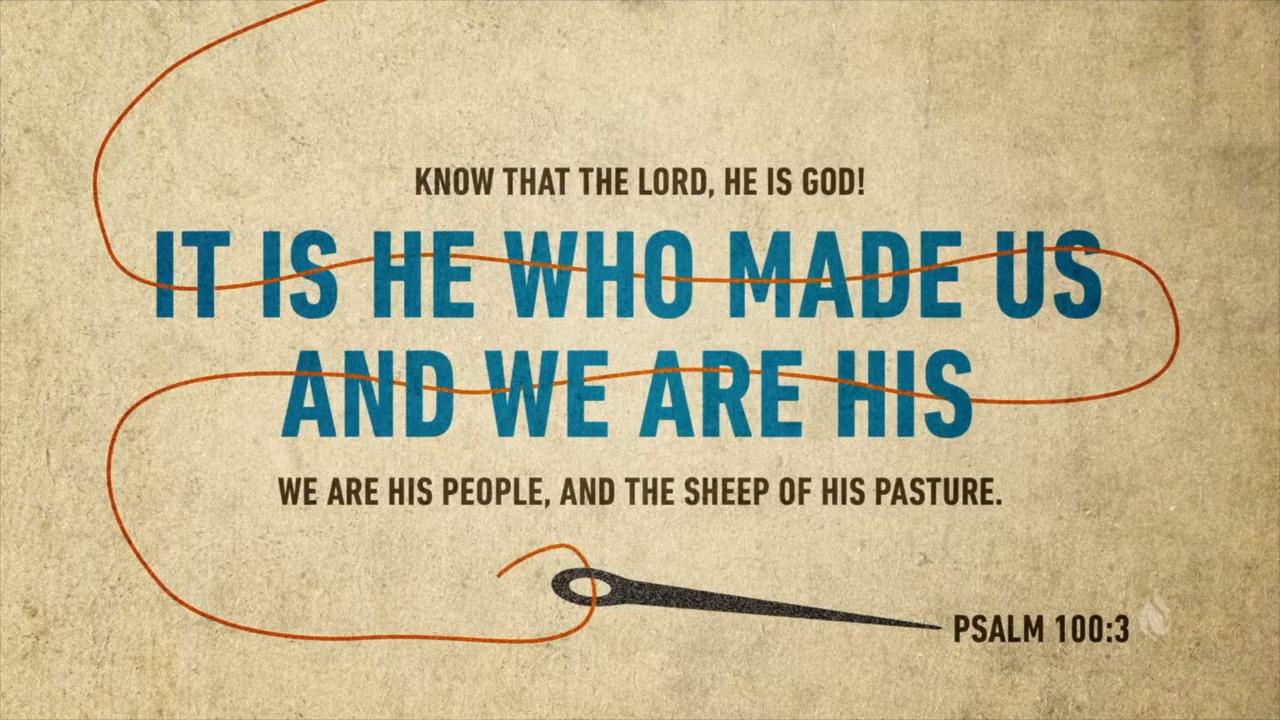 KNOW THAT THE LORD, HE IS GOD!
IT IS HE WHO MADE US
AND WE ARE HIS
WE ARE HIS PEOPLE, AND THE SHEEP OF HIS PASTURE.
PSALM 100:3